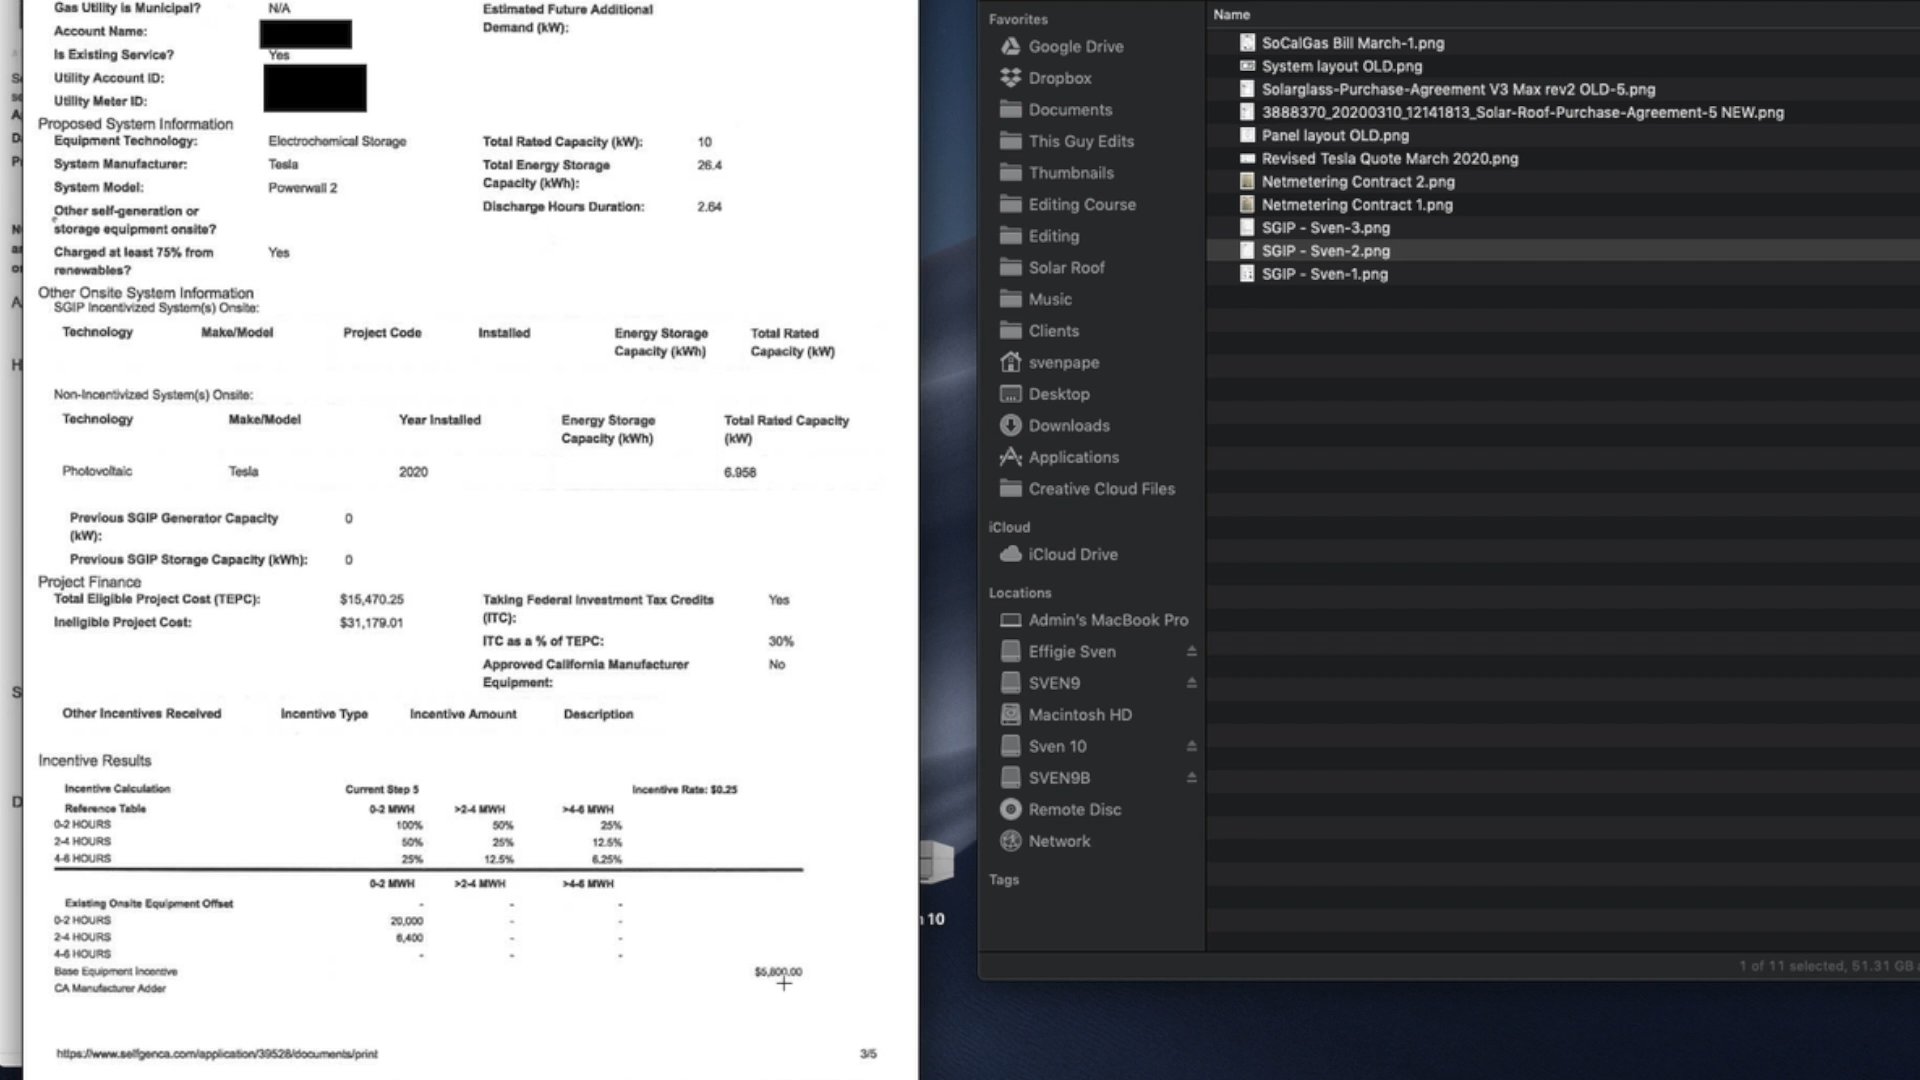 Gas Utility is Municipal? N/A Estimated Future Additional
Demand (kW):
Account Name:
Is Existing Service? Yes
Utility Account ID:
Utility Meter ID:
Proposed System Information
Equipment Technology: Electrochemical Storage Total Rated Capacity (kW): 10
System Manufacturer: Tesla Total Energy Storage 26.4
Capacity (kWh):
System Model: Powerwall 2
Other self-generation or Discharge Hours Duration: 2.64
storage equipment onsite?
Charged at least 75% from Yes
renewables?
Other Onsite System Information
SGIP Incentivized System(s) Onsite:
Technology Make/Model Project Code Installed Energy Storage Total Rated
Capacity (kWh) Capacity (kW)
Non-Incentivized System(s) Onsite:
Technology Make/Model Year Installed Energy Storage Total Rated Capacity
Capacity (kWh) (kW)
Photovoltaic Tesla 2020 6.958
Previous SGIP Generator Capacity 0
(kW):
Previous SGIP Storage Capacity (kWh): 0
Project Finance
Total Eligible Project Cost (TEPC): $15,470.25 Taking Federal Investment Tax Credits Yes
(ITC):
Ineligible Project Cost: $31,179.01
ITC as a % of TEPC: 30%
Approved California Manufacturer No
Equipment:
Other Incentives Received Incentive Type Incentive Amount Description
Incentive Results
Incentive Calculation Current Step 5 Incentive Rate: $0.25
Reference Table 0-2 MWH >2-4 MWH >4-6 MWH
0-2 HOURS 100% 50% 25%
2-4 HOURS 50% 25% 12.5%
4-6 HOURS 25% 12.5% 6.25%
0-2 MWH >2-4 MWH >4-6 MWH
Existing Onsite Equipment Offset - - -
0-2 HOURS 20,000 - -
2-4 HOURS 6,400 - -
4-6 HOURS - - -
Base Equipment Incentive $5,800.00
CA Manufacturer Adder
https://www.selfgenca.com/application/39528/documents/print 3/5
10
Favorites
Google Drive
Dropbox
Documents
This Guy Edits
Thumbnails
Editing Course
Editing
Solar Roof
Music
Clients
svenpape
Desktop
Downloads
Applications
Creative Cloud Files
iCloud
iCloud Drive
Locations
Admin's MacBook Pro
Effigie Sven
SVEN9
Macintosh HD
Sven 10
SVEN9B
Remote Disc
Network
Tags
Name
SoCalGas Bill March-1.png
System layout OLD.png
Solarglass-Purchase-Agreement V3 Max rev2 OLD-5.png
3888370_20200310_12141813_Solar-Roof-Purchase-Agreement-5 NEW.png
Panel layout OLD.png
Revised Tesla Quote March 2020.png
Netmetering Contract 2.png
Netmetering Contract 1.png
SGIP - Sven-3.png
SGIP - Sven-2.png
SGIP - Sven-1.png
1 of 11 selected, 51.31 GB